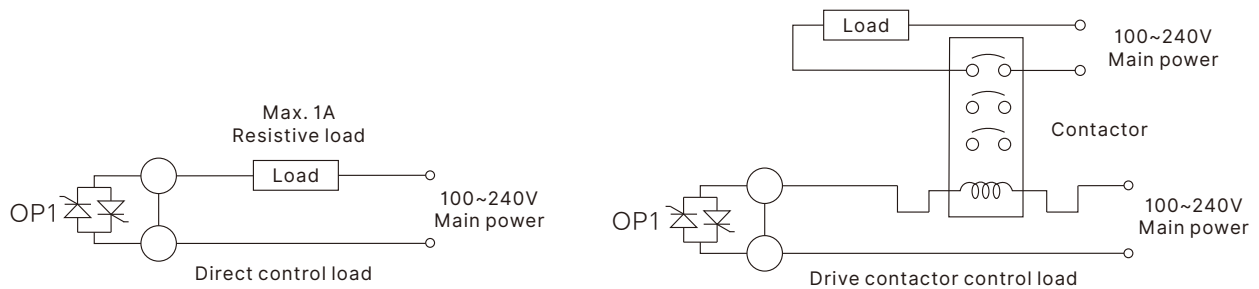 Max. 1A
Resistive load
Load
OP1
100~240V
Main power
Direct control load
Load
100~240V
Main power
Contactor
OP1
100~240V
Main power
Drive contactor control load